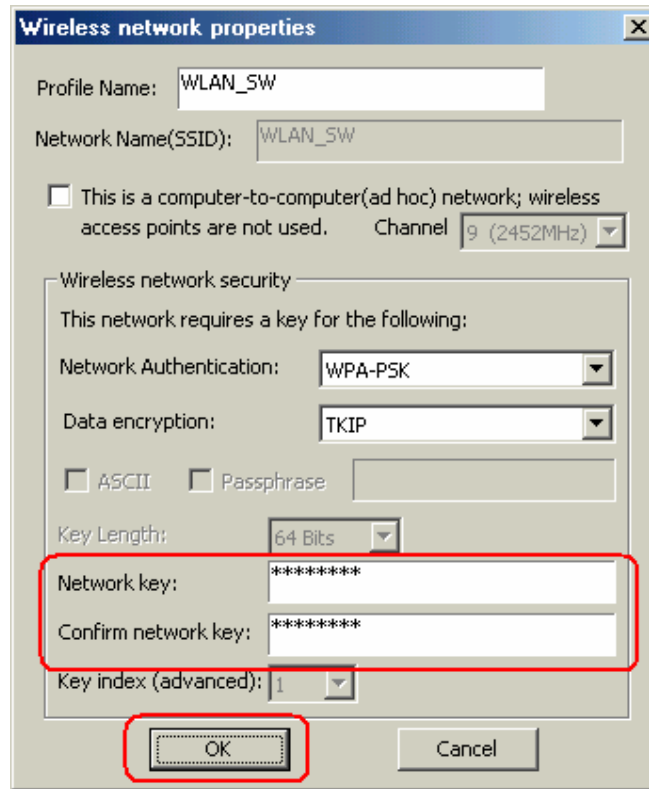 Wireless network properties
Profile Name: WLAN_SW
Network Name(SSID): WLAN_SW
This is a computer-to-computer(ad hoc) network; wireless
access points are not used. Channel 9 (2452MHz)
Wireless network security
This network requires a key for the following:
Network Authentication: WPA-PSK
Data encryption: TKIP
ASCII Passphrase
Key Length: 64 Bits
Network key: ********
Confirm network key: ********
Key index (advanced): 1
OK Cancel